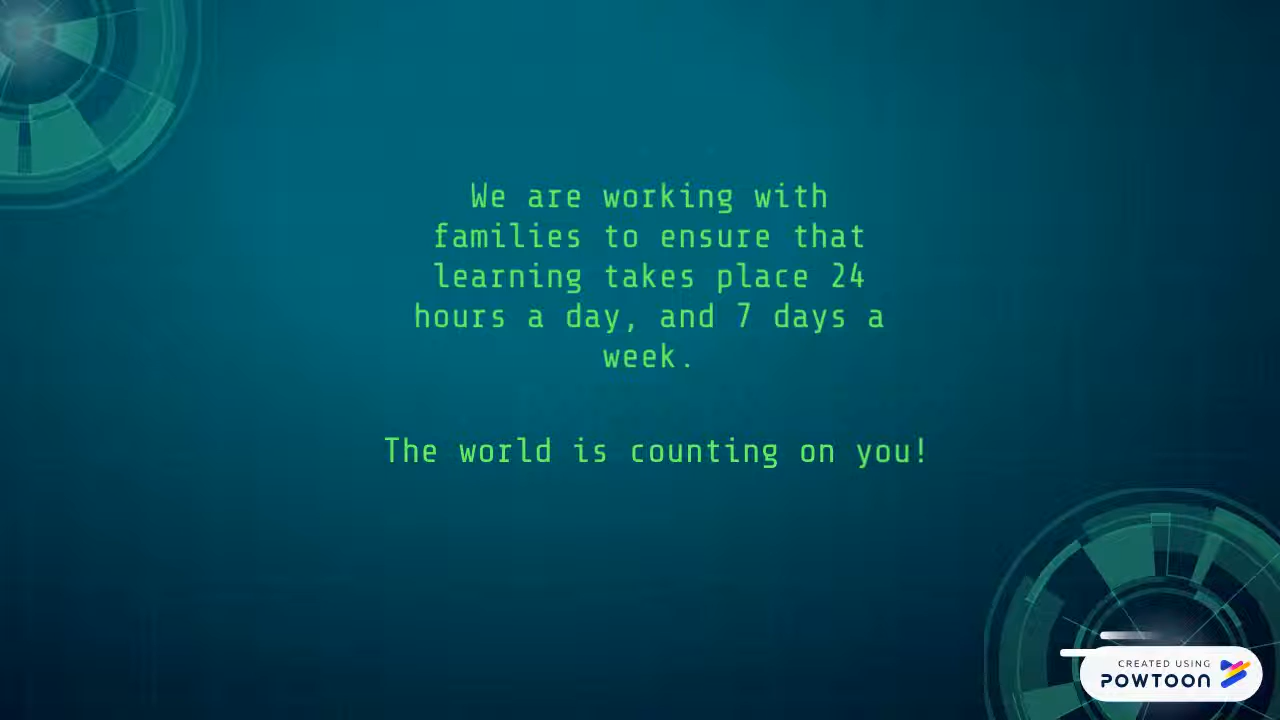 We are working with
families to ensure that
learning takes place 24
hours a day, and 7 days a
week.
The world is counting on you!
CREATED USING
POWTOON